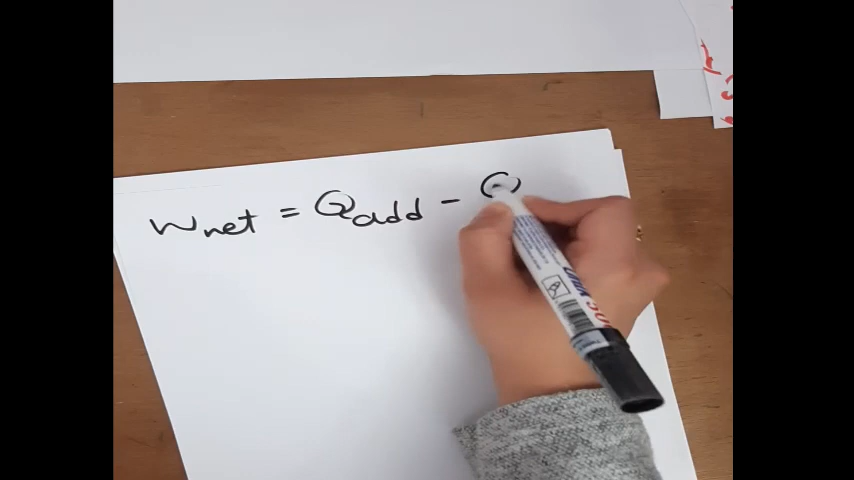 Wnet = Qadd - Q